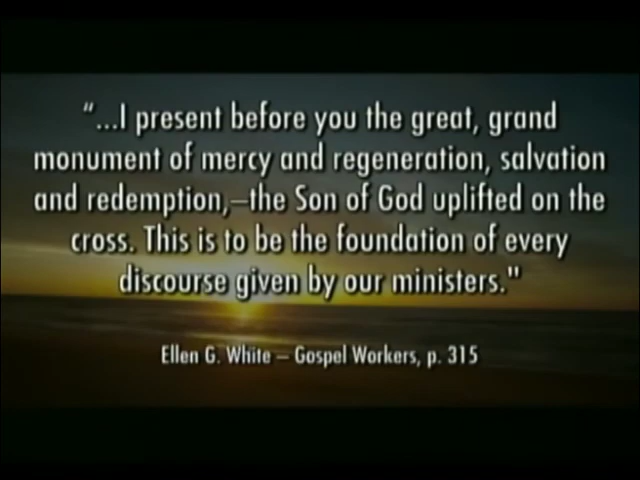 "...I present before you the great, grand
monument of mercy and regeneration, salvation
and redemption,–the Son of God uplifted on the
cross. This is to be the foundation of every
discourse given by our ministers."
Ellen G. White – Gospel Workers, p. 315